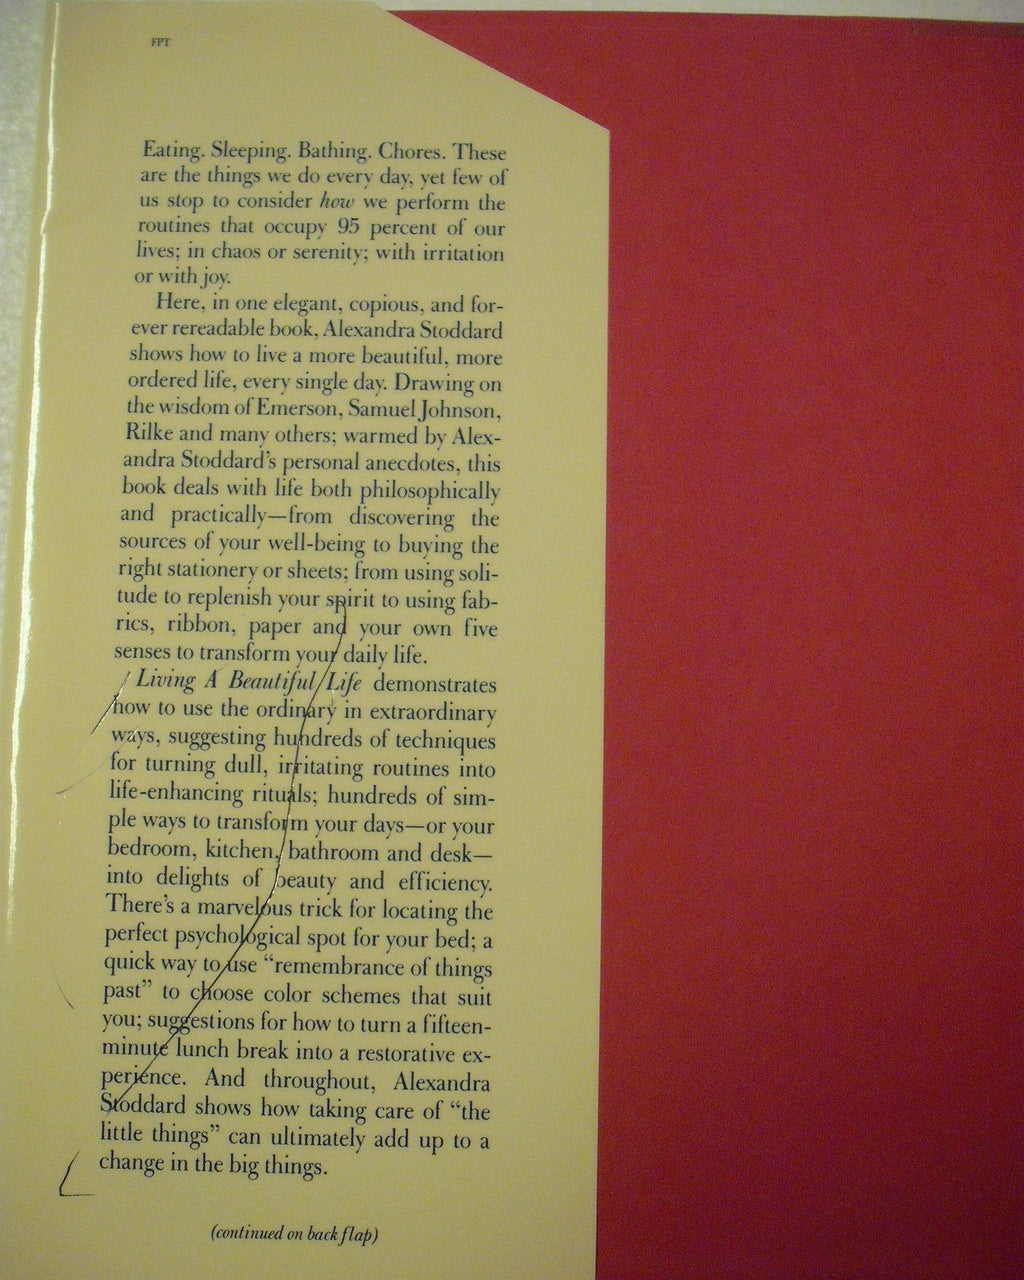 FPT
Eating. Sleeping. Bathing. Chores. These
are the things we do every day, yet few of
us stop to consider how we perform the
routines that occupy 95 percent of our
lives; in chaos or serenity; with irritation
or with joy.
Here, in one elegant, copious, and for-
ever rereadable book, Alexandra Stoddard
shows how to live a more beautiful, more
ordered life, every single day. Drawing on
the wisdom of Emerson, Samuel Johnson,
Rilke and many others; warmed by Alex-
andra Stoddard's personal anecdotes, this
book deals with life both philosophically
and practically—from discovering the
sources of your well-being to buying the
right stationery or sheets; from using soli-
tude to replenish your spirit to using fab-
rics, ribbon, paper and your own five
senses to transform your daily life.
Living A Beautiful Life demonstrates
how to use the ordinary in extraordinary
ways, suggesting hundreds of techniques
for turning dull, irritating routines into
life-enhancing rituals; hundreds of sim-
ple ways to transform your days—or your
bedroom, kitchen, bathroom and desk—
into delights of beauty and efficiency.
There's a marvelous trick for locating the
perfect psychological spot for your bed; a
quick way to use “remembrance of things
past” to choose color schemes that suit
you; suggestions for how to turn a fifteen-
minute lunch break into a restorative ex-
perience. And throughout, Alexandra
Stoddard shows how taking care of “the
little things” can ultimately add up to a
change in the big things.
(continued on back flap)